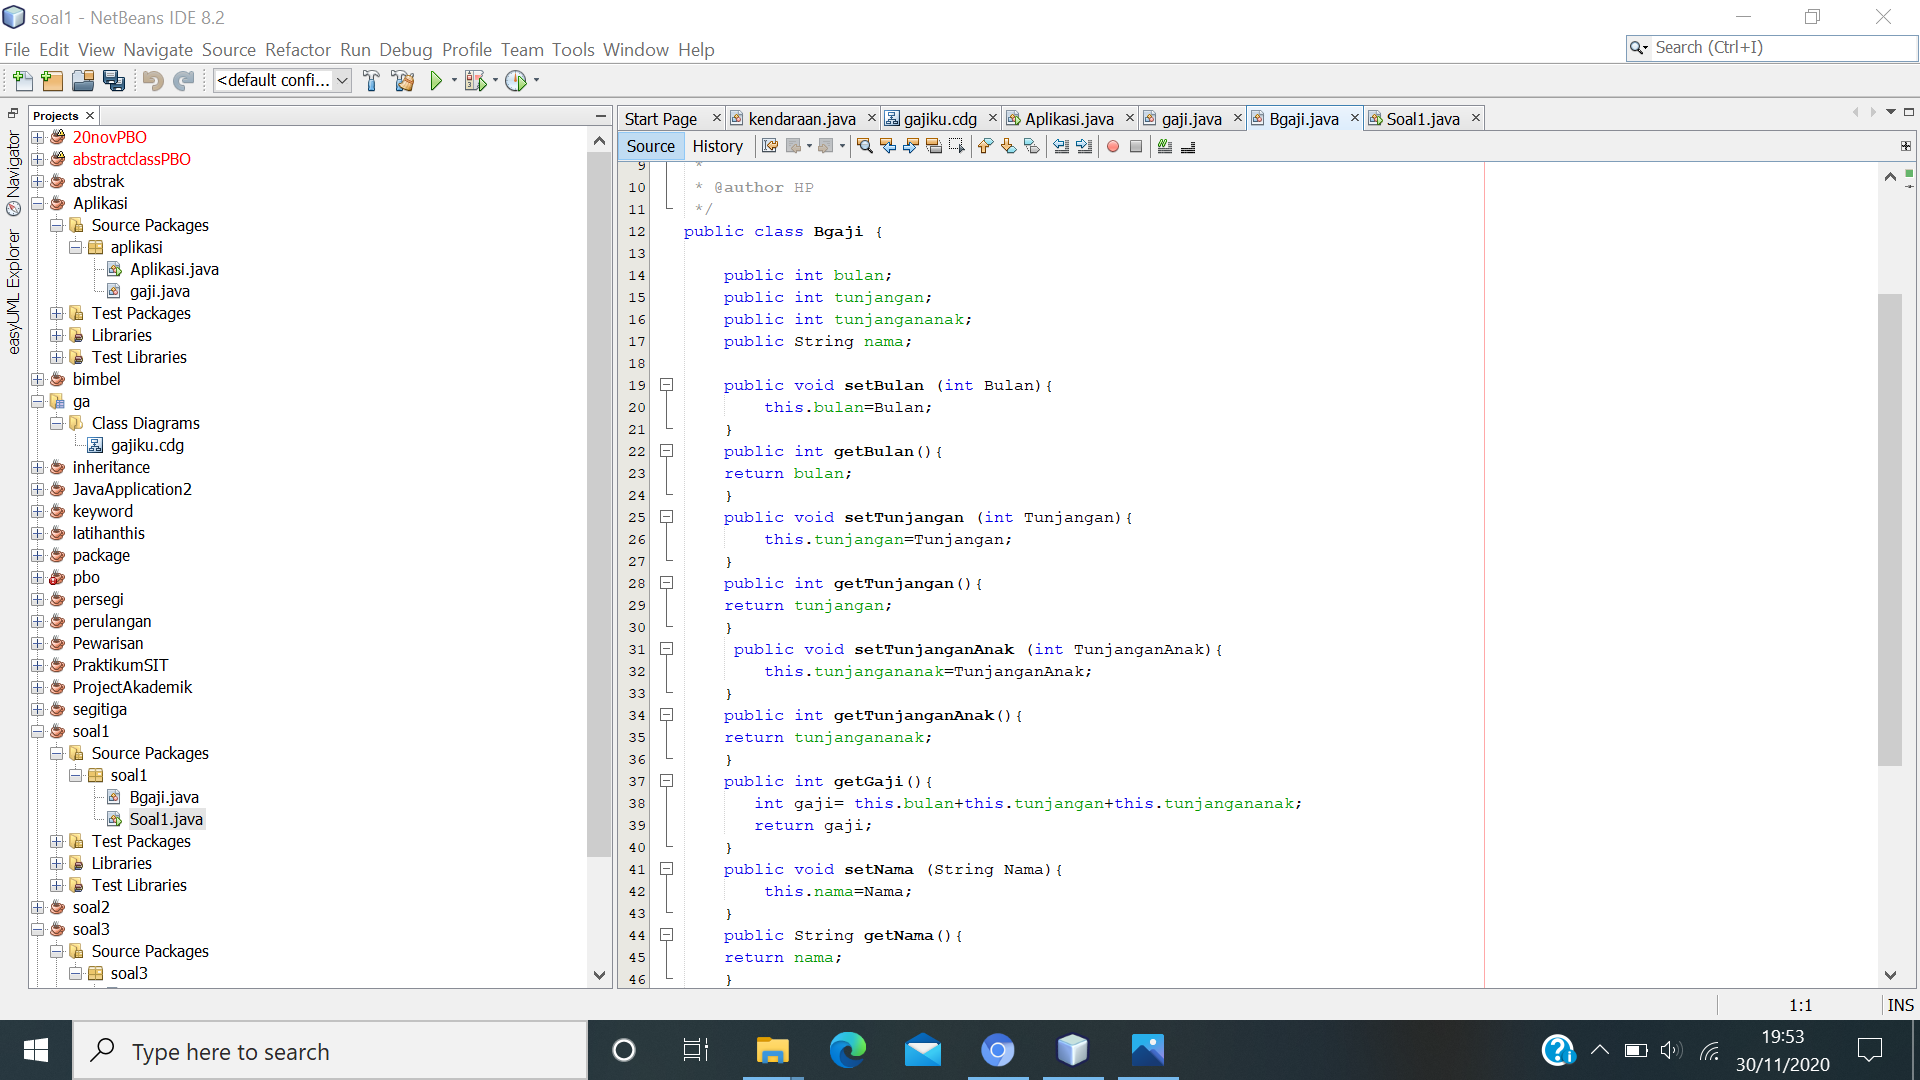 soal1 - NetBeans IDE 8.2
File Edit View Navigate Source Refactor Run Debug Profile Team Tools Window Help
Search (Ctrl+I)
<default confi...
Projects
Navigator
easyUML Explorer
20novPBO
abstractclassPBO
abstrak
Aplikasi
Source Packages
aplikasi
Aplikasi.java
gaji.java
Test Packages
Libraries
Test Libraries
bimbel
ga
Class Diagrams
gajiku.cdg
inheritance
JavaApplication2
keyword
latihanthis
package
pbo
persegi
perulangan
Pewarisan
PraktikumSIT
ProjectAkademik
segitiga
soal1
Source Packages
soal1
Bgaji.java
Soal1.java
Test Packages
Libraries
Test Libraries
soal2
soal3
Source Packages
soal3
Start Page kendaraan.java gajiku.cdg Aplikasi.java gaji.java Bgaji.java Soal1.java
Source History
9 *
10 * @author HP
11 */
12 public class Bgaji {
13
14 public int bulan;
15 public int tunjangan;
16 public int tunjangananak;
17 public String nama;
18
19 public void setBulan (int Bulan){
20 this.bulan=Bulan;
21 }
22 public int getBulan(){
23 return bulan;
24 }
25 public void setTunjangan (int Tunjangan){
26 this.tunjangan=Tunjangan;
27 }
28 public int getTunjangan(){
29 return tunjangan;
30 }
31 public void setTunjanganAnak (int TunjanganAnak){
32 this.tunjangananak=TunjanganAnak;
33 }
34 public int getTunjanganAnak(){
35 return tunjangananak;
36 }
37 public int getGaji(){
38 int gaji= this.bulan+this.tunjangan+this.tunjangananak;
39 return gaji;
40 }
41 public void setNama (String Nama){
42 this.nama=Nama;
43 }
44 public String getNama(){
45 return nama;
46 }
1:1 INS
Type here to search
19:53
30/11/2020